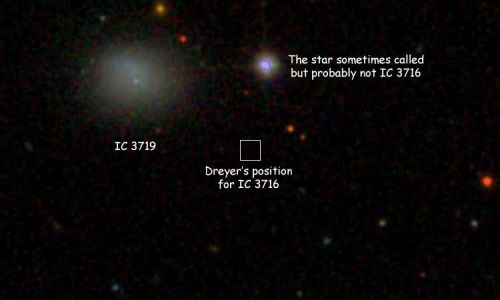 The star sometimes called
but probably not IC 3716
IC 3719
Dreyer's position
for IC 3716